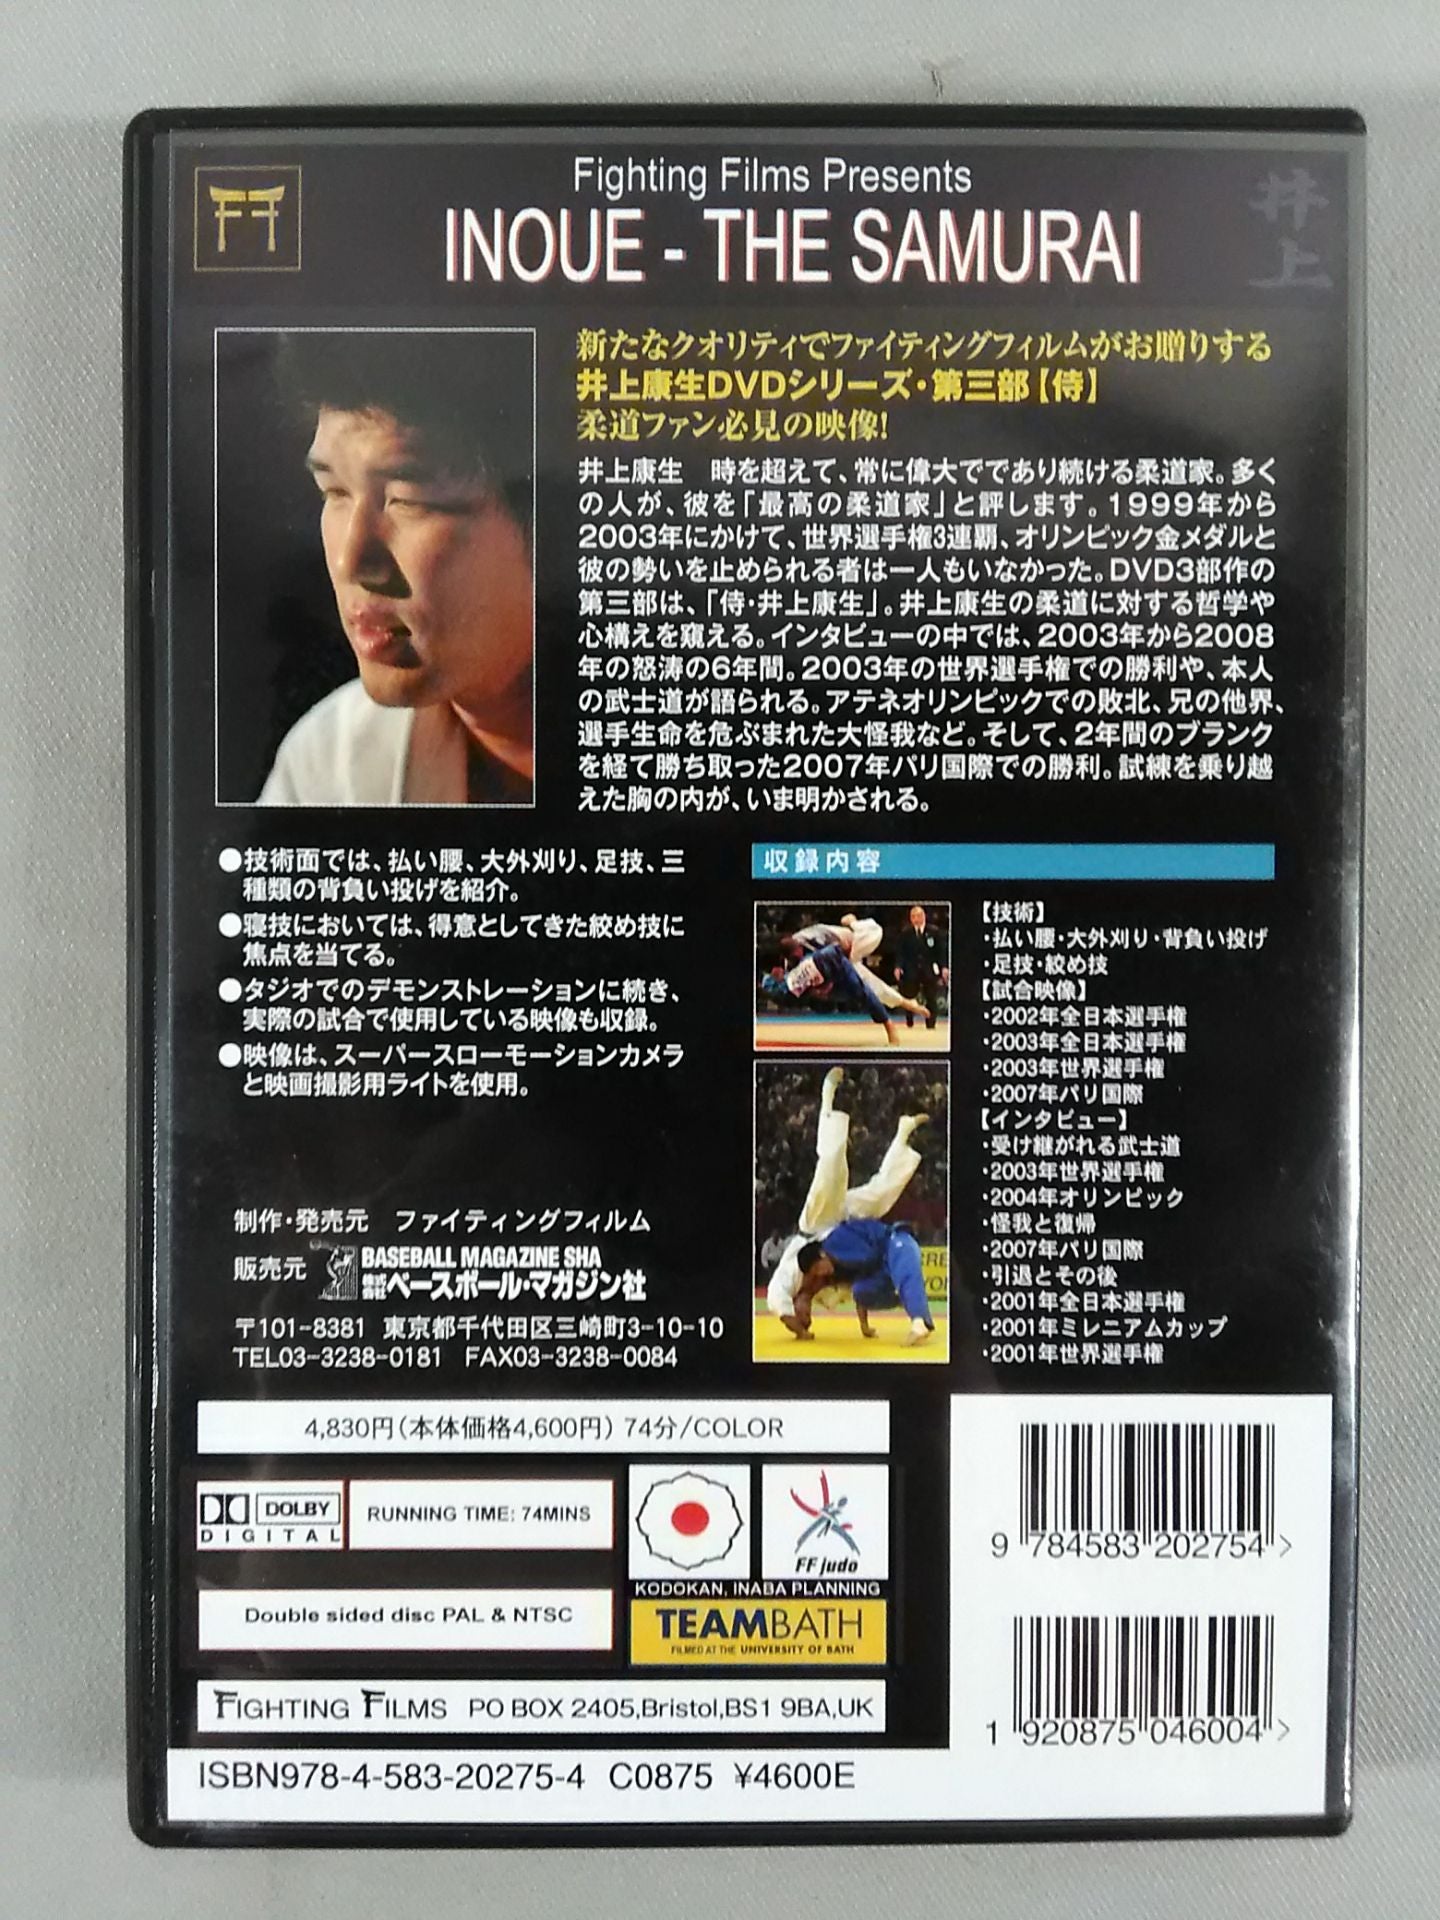 Fighting Films Presents
INOUE - THE SAMURAI
井上
新たなクオリティでファイティングフィルムがお贈りする
井上康生DVDシリーズ・第三部【侍】
柔道ファン必見の映像!
井上康生　時を超えて、常に偉大でであり続ける柔道家。多く
の人が、彼を「最高の柔道家」と評します。1999年から
2003年にかけて、世界選手権3連覇、オリンピック金メダルと
彼の勢いを止められる者は一人もいなかった。DVD3部作の
第三部は、「侍・井上康生」。井上康生の柔道に対する哲学や
心構えを窺える。インタビューの中では、2003年から2008
年の怒涛の6年間。2003年の世界選手権での勝利や、本人
の武士道が語られる。アテネオリンピックでの敗北、兄の他界、
選手生命を危ぶまれた大怪我など。そして、2年間のブランク
を経て勝ち取った2007年パリ国際での勝利。試練を乗り越
えた胸の内が、いま明かされる。
●技術面では、払い腰、大外刈り、足技、三
種類の背負い投げを紹介。
●寝技においては、得意としてきた絞め技に
焦点を当てる。
●タジオでのデモンストレーションに続き、
実際の試合で使用している映像も収録。
●映像は、スーパースローモーションカメラ
と映画撮影用ライトを使用。
収録内容
【技術】
・払い腰・大外刈り・背負い投げ
・足技・絞め技
【試合映像】
・2002年全日本選手権
・2003年全日本選手権
・2003年世界選手権
・2007年パリ国際
【インタビュー】
・受け継がれる武士道
・2003年世界選手権
・2004年オリンピック
・怪我と復帰
・2007年パリ国際
・引退とその後
・2001年全日本選手権
・2001年ミレニアムカップ
・2001年世界選手権
制作・発売元　ファイティングフィルム
販売元 BASEBALL MAGAZINE SHA
株式会社ベースボール・マガジン社
〒101-8381 東京都千代田区三崎町3-10-10
TEL03-3238-0181 FAX03-3238-0084
4,830円(本体価格4,600円) 74分/COLOR
DOLBY
DIGITAL
RUNNING TIME: 74MINS
FF judo
KODOKAN, INABA PLANNING
Double sided disc PAL & NTSC
TEAMBATH
FILMED AT THE UNIVERSITY OF BATH
FIGHTING FILMS PO BOX 2405,Bristol,BS1 9BA,UK
9 784583 202754
1 920875 046004
ISBN978-4-583-20275-4 C0875 ¥4600E